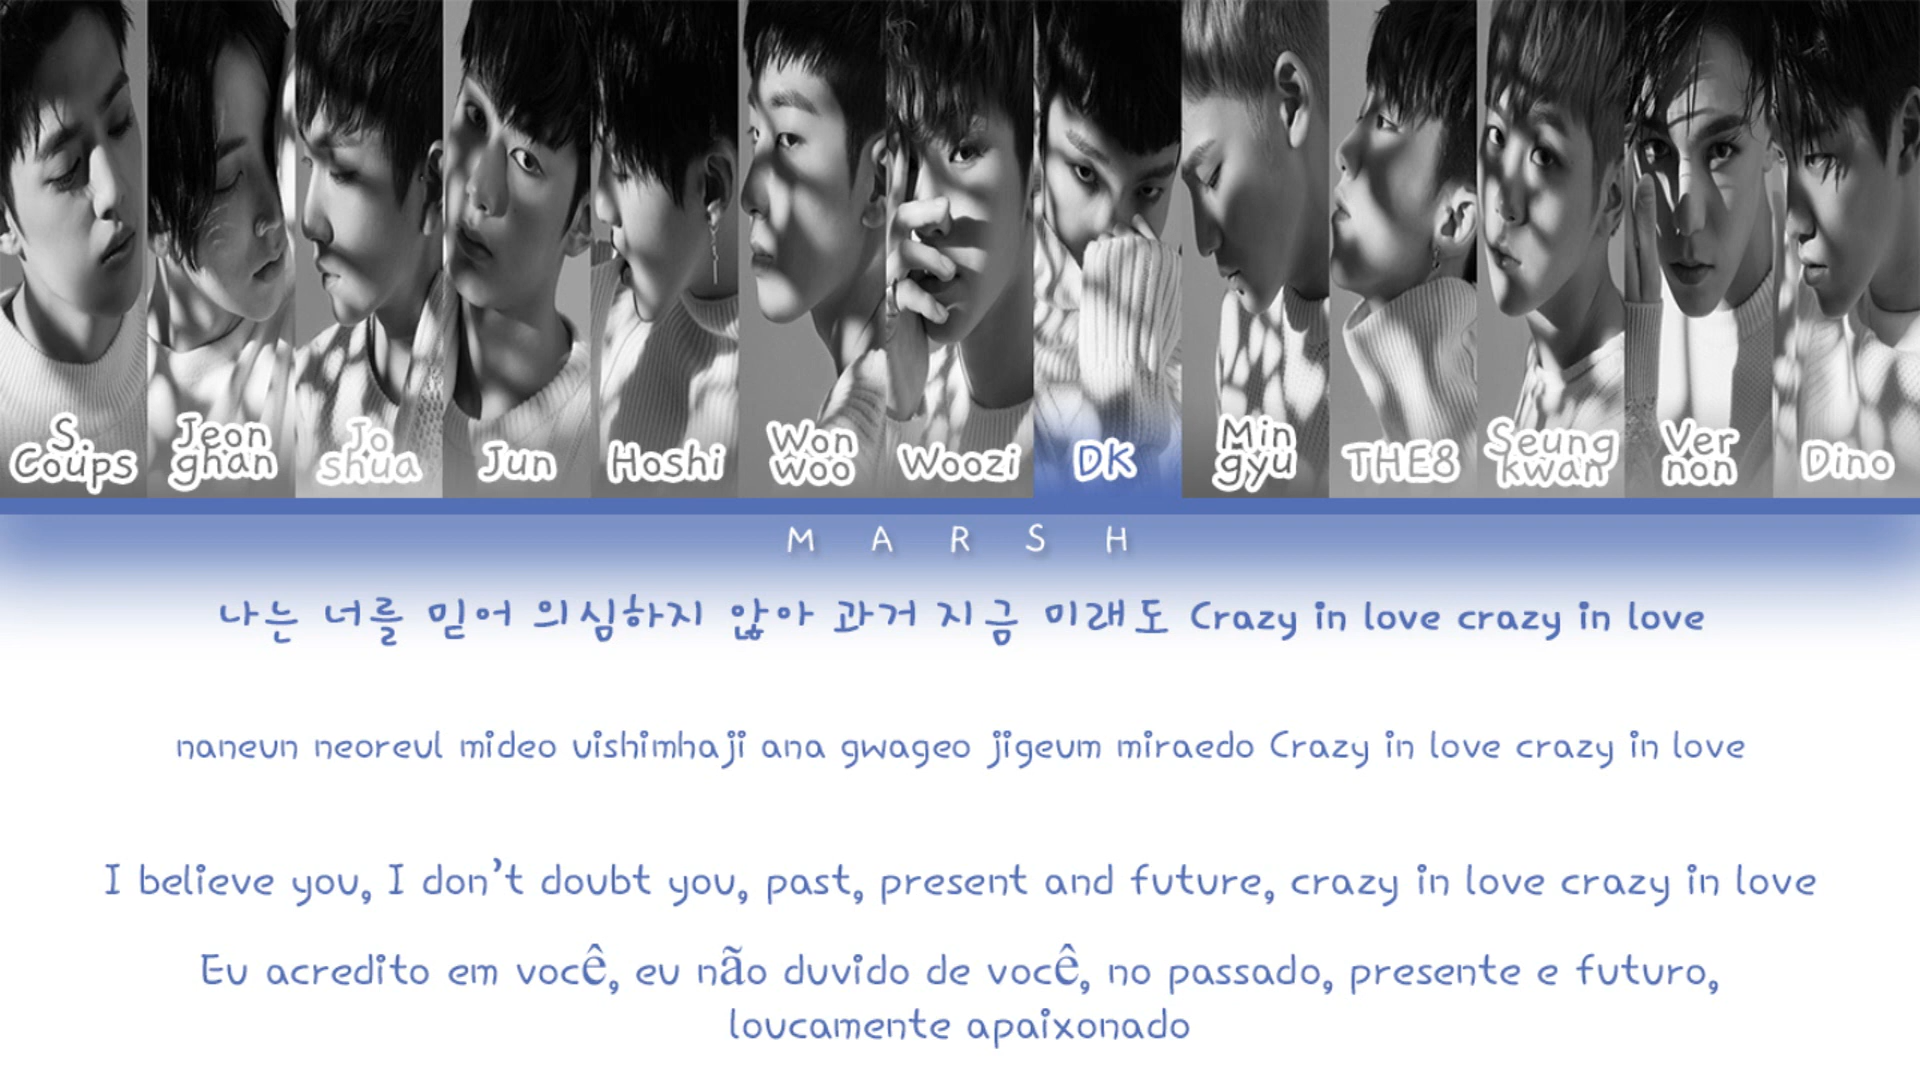 S.
Coups
Jeon
ghan
Jo
shua
Jun
Hoshi
Won
woo
Woozi
DK
Min
gyu
THE8
Seung
kwan
Ver
non
Dino
MARSH
나는 너를 믿어 의심하지 않아 과거 지금 미래도 Crazy in love crazy in love
naneun neoreul mideo uishimhaji ana gwageo jigeum miraedo Crazy in love crazy in love
I believe you, I don't doubt you, past, present and future, crazy in love crazy in love
Eu acredito em você, eu não duvido de você, no passado, presente e futuro,
loucamente apaixonado